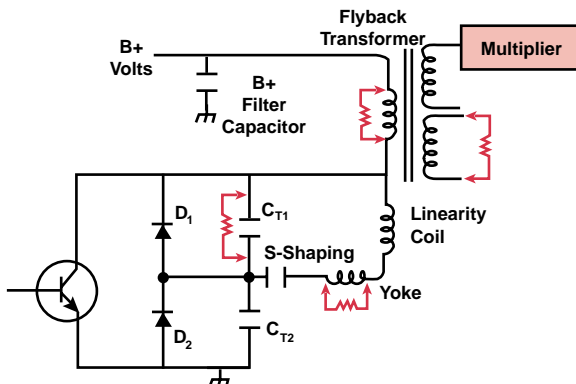 Flyback
Transformer
B+
Volts
Multiplier
B+
Filter
Capacitor
D1
CT1
Linearity
Coil
S-Shaping
Yoke
D2
CT2